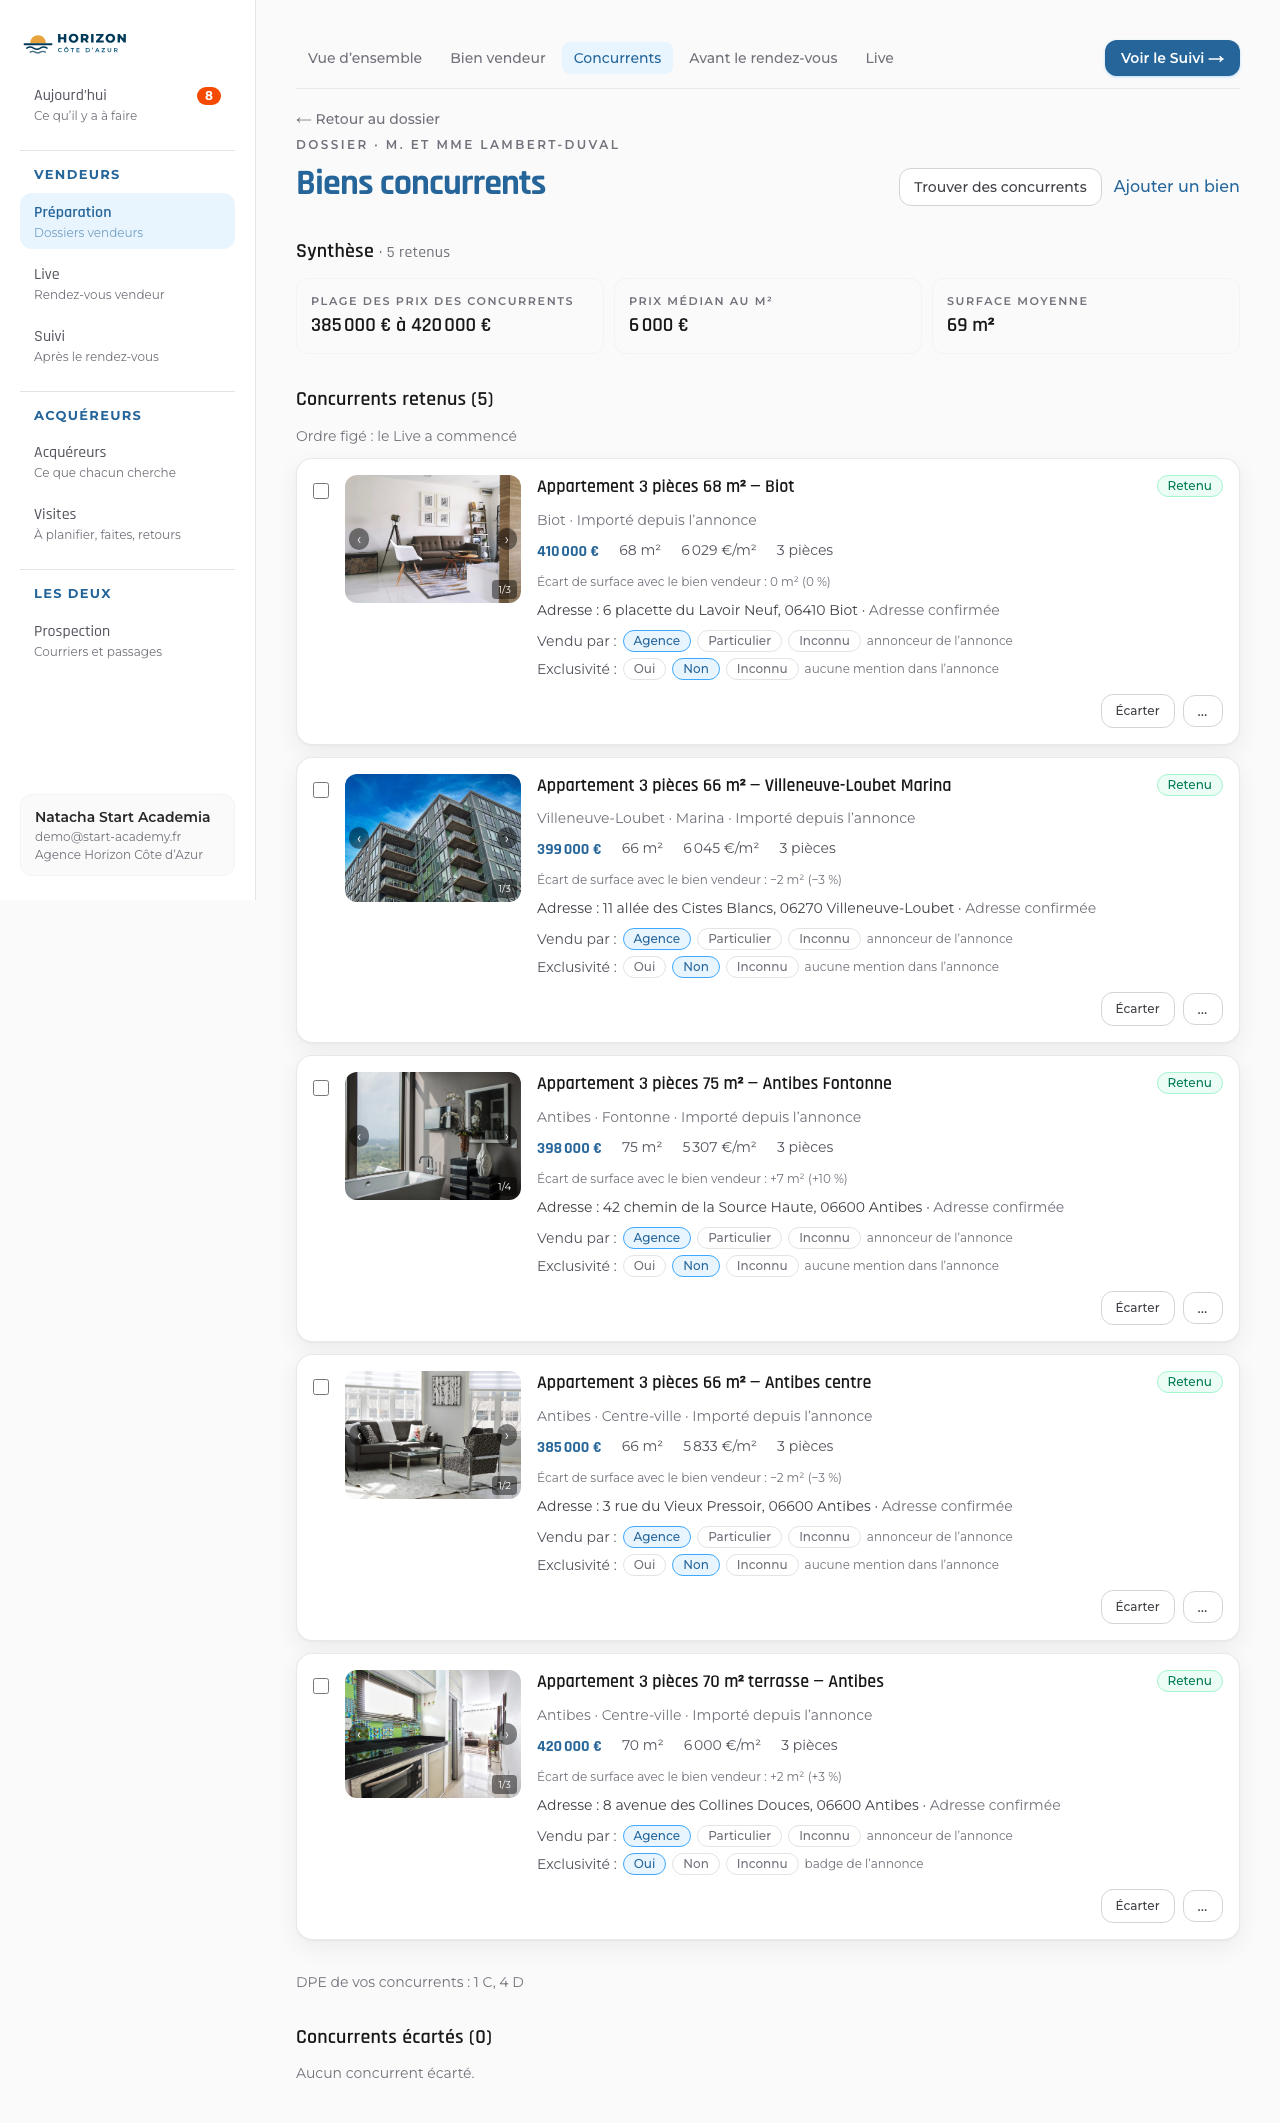 HORIZON
CÔTE D'AZUR
Aujourd'hui
8
Ce qu'il y a à faire
VENDEURS
Préparation
Dossiers vendeurs
Live
Rendez-vous vendeur
Suivi
Après le rendez-vous
ACQUÉREURS
Acquéreurs
Ce que chacun cherche
Visites
À planifier, faites, retours
LES DEUX
Prospection
Courriers et passages
Natacha Start Academia
demo@start-academy.fr
Agence Horizon Côte d'Azur
Vue d'ensemble Bien vendeur Concurrents Avant le rendez-vous Live Voir le Suivi →
← Retour au dossier
DOSSIER · M. ET MME LAMBERT-DUVAL
Biens concurrents
Trouver des concurrents Ajouter un bien
Synthèse · 5 retenus
PLAGE DES PRIX DES CONCURRENTS
385 000 € à 420 000 €
PRIX MÉDIAN AU M²
6 000 €
SURFACE MOYENNE
69 m²
Concurrents retenus (5)
Ordre figé : le Live a commencé
‹ › 1/3
Appartement 3 pièces 68 m² – Biot Retenu
Biot · Importé depuis l'annonce
410 000 € 68 m² 6 029 €/m² 3 pièces
Écart de surface avec le bien vendeur : 0 m² (0 %)
Adresse : 6 placette du Lavoir Neuf, 06410 Biot · Adresse confirmée
Vendu par : Agence Particulier Inconnu annonceur de l'annonce
Exclusivité : Oui Non Inconnu aucune mention dans l'annonce
Écarter ...
‹ › 1/3
Appartement 3 pièces 66 m² – Villeneuve-Loubet Marina Retenu
Villeneuve-Loubet · Marina · Importé depuis l'annonce
399 000 € 66 m² 6 045 €/m² 3 pièces
Écart de surface avec le bien vendeur : −2 m² (−3 %)
Adresse : 11 allée des Cistes Blancs, 06270 Villeneuve-Loubet · Adresse confirmée
Vendu par : Agence Particulier Inconnu annonceur de l'annonce
Exclusivité : Oui Non Inconnu aucune mention dans l'annonce
Écarter ...
‹ › 1/4
Appartement 3 pièces 75 m² – Antibes Fontonne Retenu
Antibes · Fontonne · Importé depuis l'annonce
398 000 € 75 m² 5 307 €/m² 3 pièces
Écart de surface avec le bien vendeur : +7 m² (+10 %)
Adresse : 42 chemin de la Source Haute, 06600 Antibes · Adresse confirmée
Vendu par : Agence Particulier Inconnu annonceur de l'annonce
Exclusivité : Oui Non Inconnu aucune mention dans l'annonce
Écarter ...
‹ › 1/2
Appartement 3 pièces 66 m² – Antibes centre Retenu
Antibes · Centre-ville · Importé depuis l'annonce
385 000 € 66 m² 5 833 €/m² 3 pièces
Écart de surface avec le bien vendeur : −2 m² (−3 %)
Adresse : 3 rue du Vieux Pressoir, 06600 Antibes · Adresse confirmée
Vendu par : Agence Particulier Inconnu annonceur de l'annonce
Exclusivité : Oui Non Inconnu aucune mention dans l'annonce
Écarter ...
‹ › 1/3
Appartement 3 pièces 70 m² terrasse – Antibes Retenu
Antibes · Centre-ville · Importé depuis l'annonce
420 000 € 70 m² 6 000 €/m² 3 pièces
Écart de surface avec le bien vendeur : +2 m² (+3 %)
Adresse : 8 avenue des Collines Douces, 06600 Antibes · Adresse confirmée
Vendu par : Agence Particulier Inconnu annonceur de l'annonce
Exclusivité : Oui Non Inconnu badge de l'annonce
Écarter ...
DPE de vos concurrents : 1 C, 4 D
Concurrents écartés (0)
Aucun concurrent écarté.